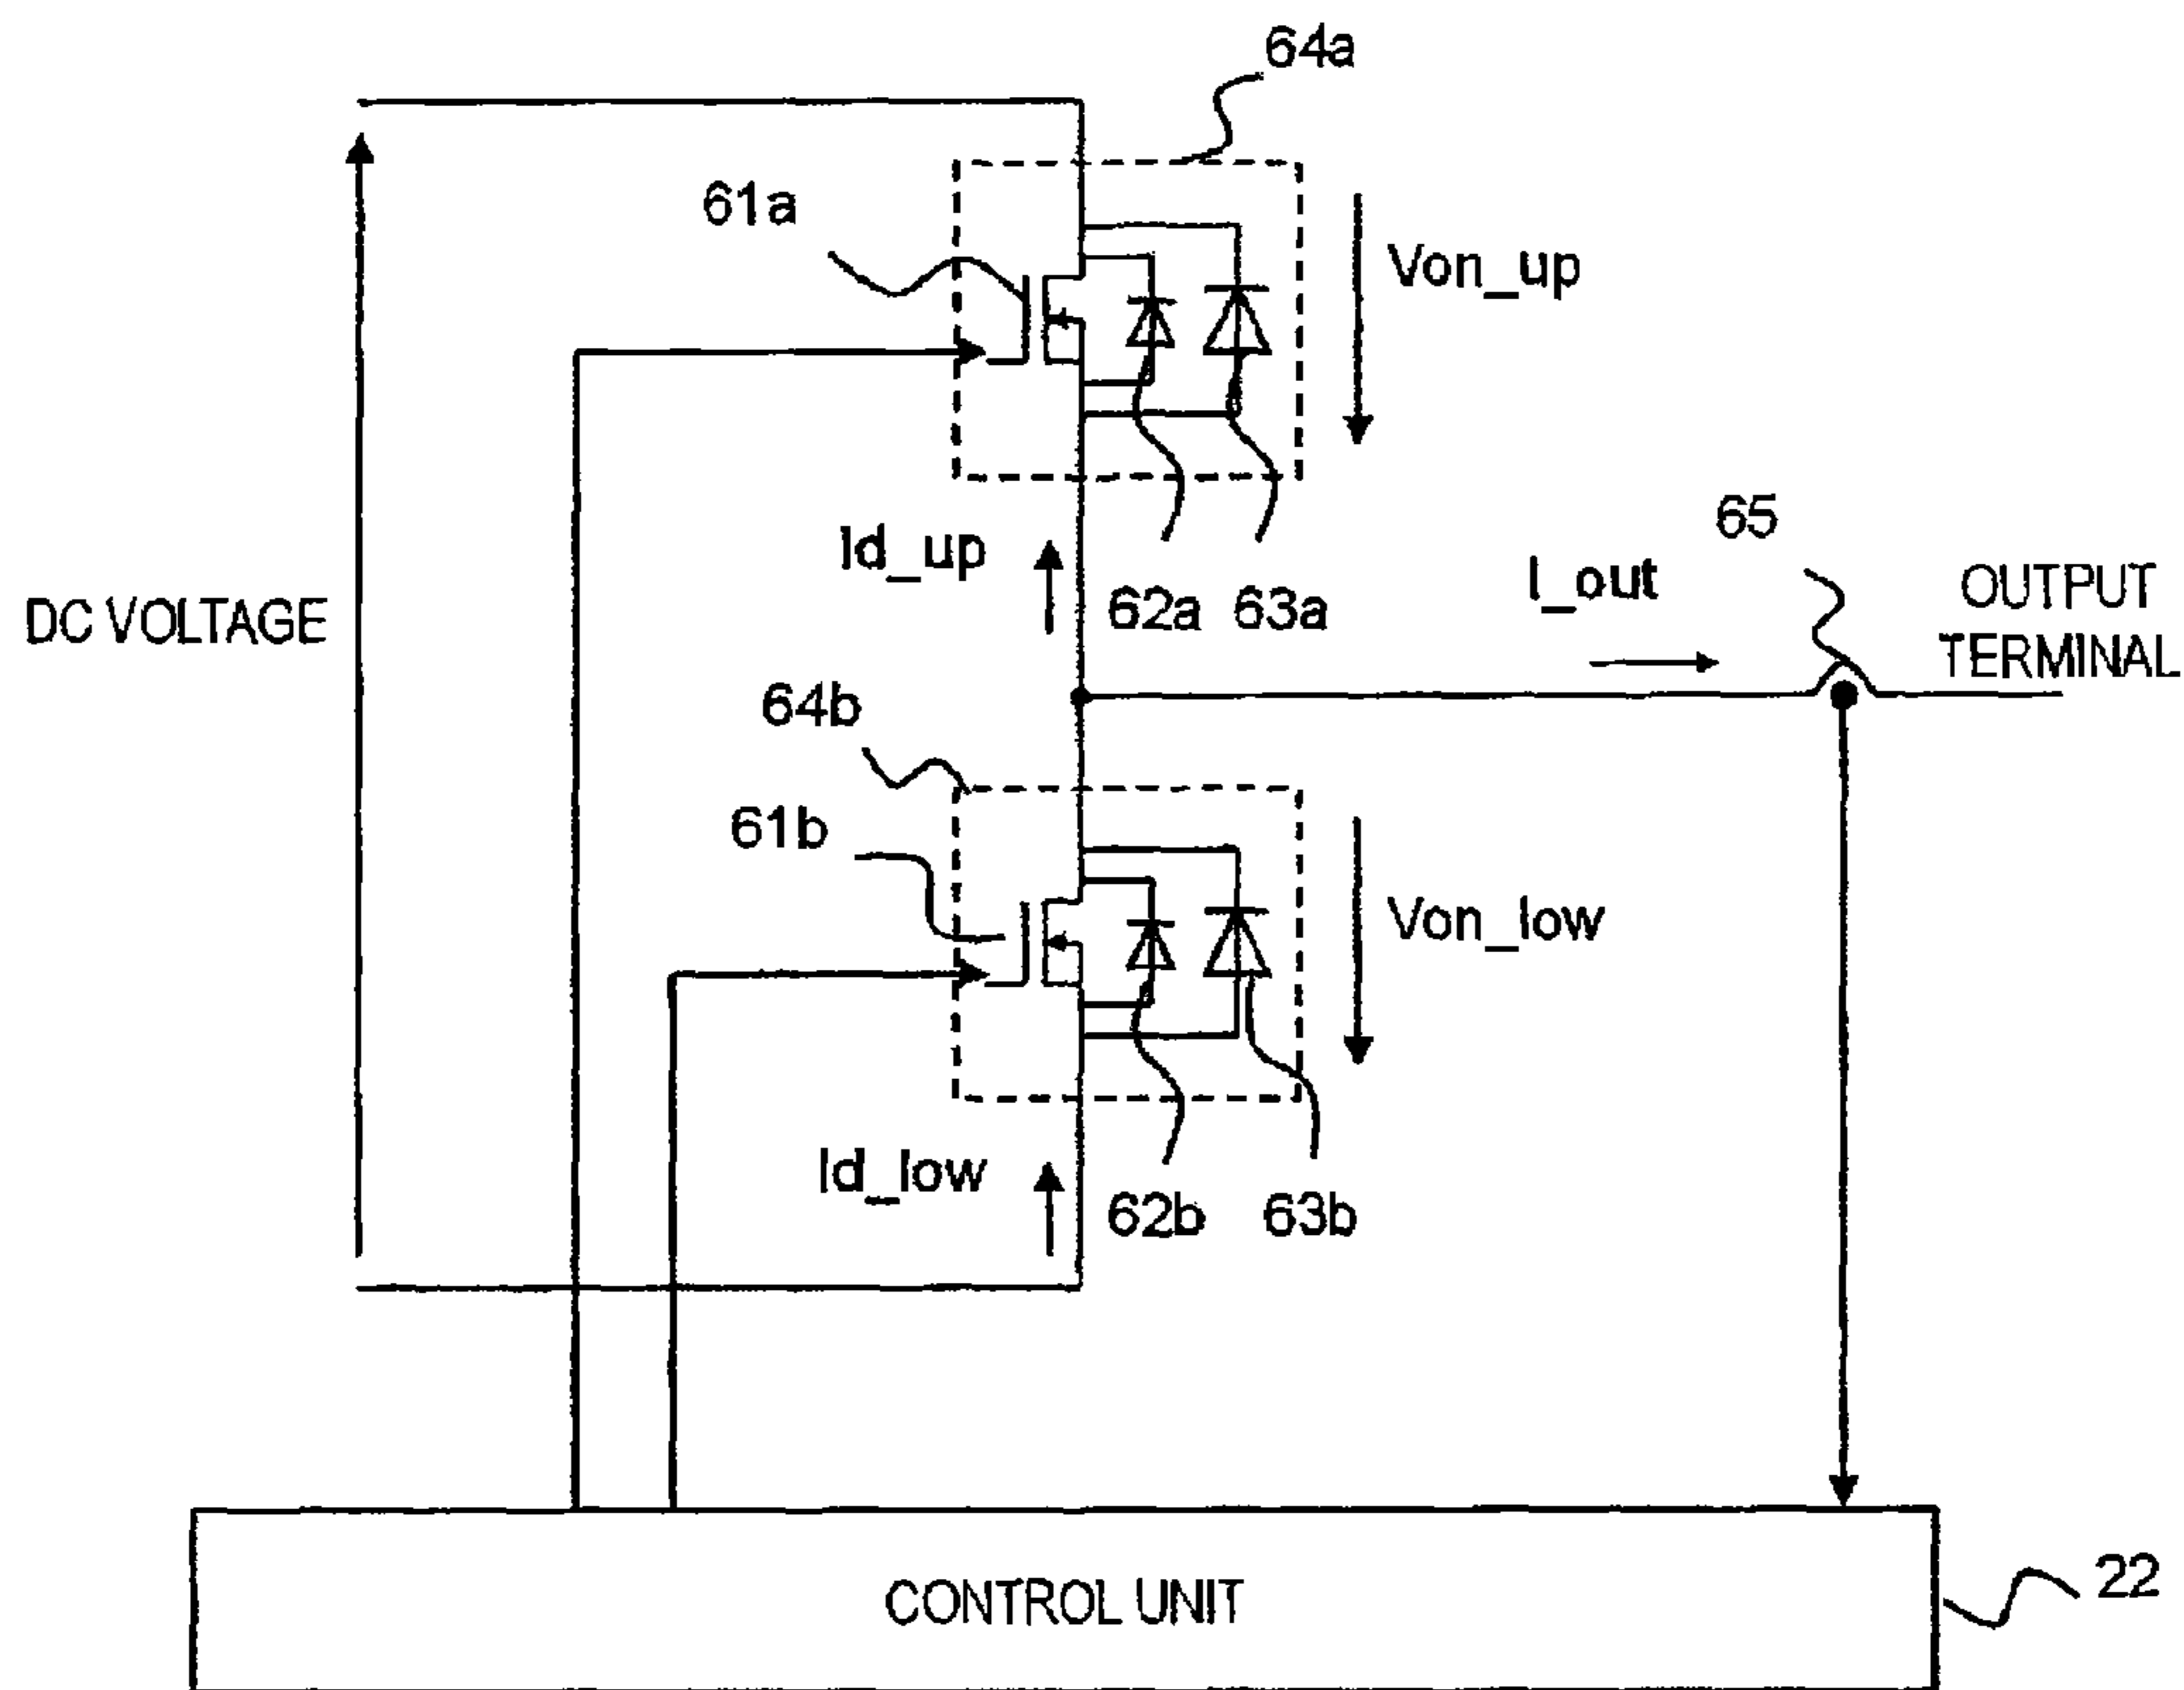 64a
61a
Von_up
65
Id_up
I_out
OUTPUT
TERMINAL
62a
63a
DC VOLTAGE
64b
61b
Von_low
Id_low
62b
63b
22
CONTROL UNIT